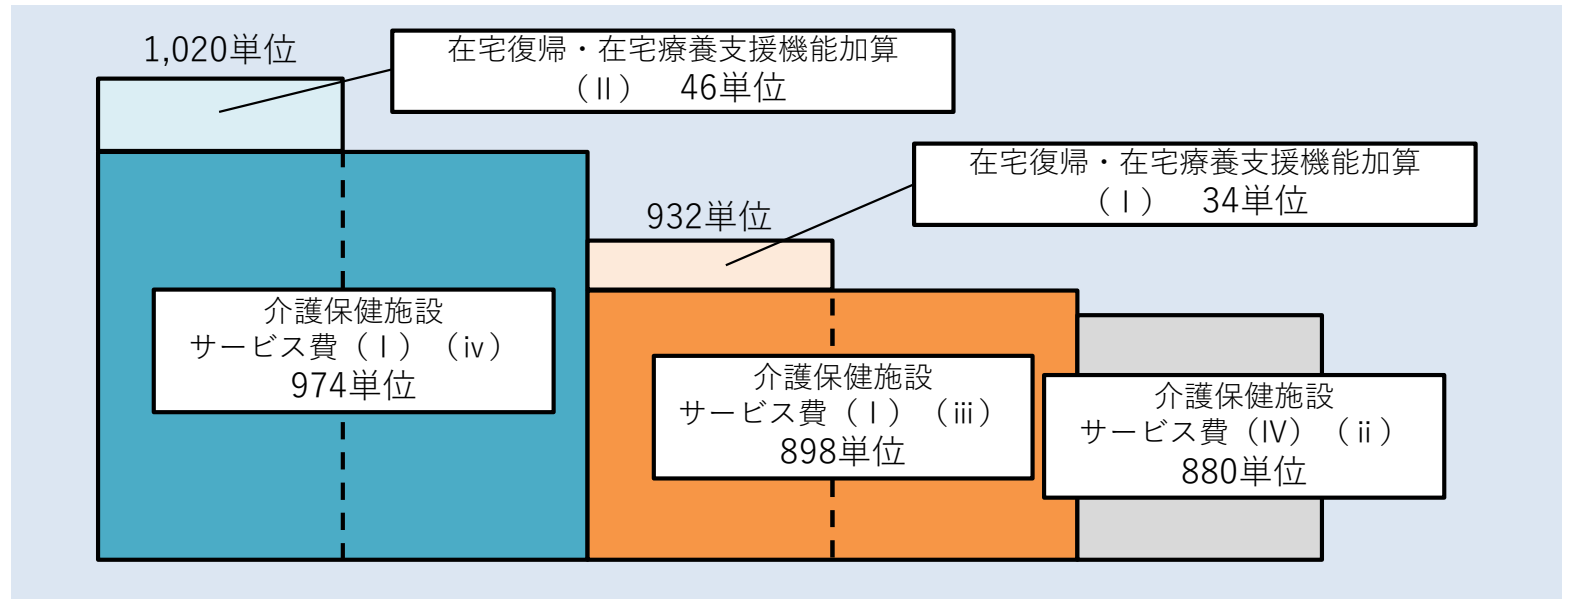 1,020単位
在宅復帰・在宅療養支援機能加算
（Ⅱ）　46単位
在宅復帰・在宅療養支援機能加算
（Ⅰ）　34単位
932単位
介護保健施設
サービス費（Ⅰ）（ⅳ）
974単位
介護保健施設
サービス費（Ⅰ）（ⅲ）
898単位
介護保健施設
サービス費（Ⅳ）（ⅱ）
880単位